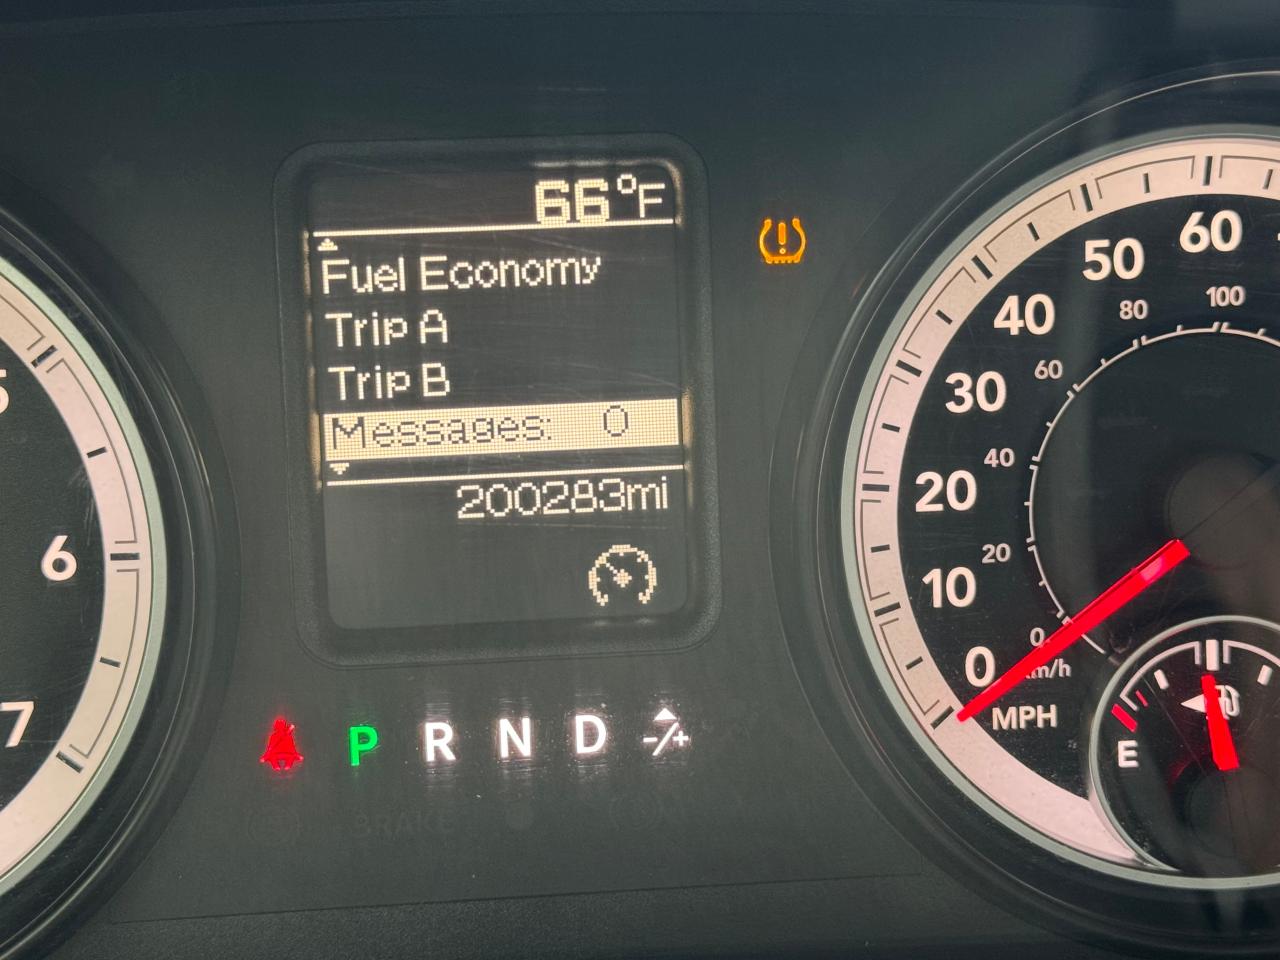 66°F
Fuel Economy
Trip A
Trip B
Messages: 0
200283mi
P R N D -/+
BRAKE
6
7
0
10
20
30
40
50
60
0
20
40
60
80
100
km/h
MPH
E